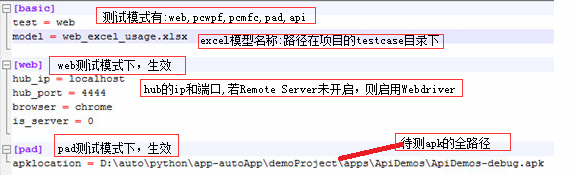 [basic]
test = web
测试模式有:web,pcwpf,pcmfc,pad,api
model = web_excel_usage.xlsx
excel模型名称:路径在项目的testcase目录下
[web]
web测试模式下，生效
hub_ip = localhost
hub_port = 4444
hub的ip和端口,若Remote Server未开启，则启用Webdriver
browser = chrome
is_server = 0
[pad]
pad测试模式下，生效
待测apk的全路径
apklocation = D:\auto\python\app-autoApp\demoProject\apps\ApiDemos\ApiDemos-debug.apk